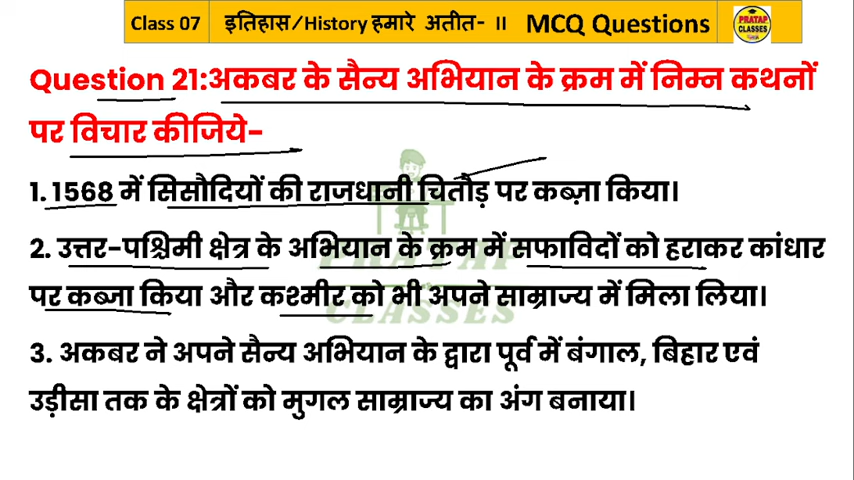 Class 07 इतिहास/History हमारे अतीत- II MCQ Questions PRATAP CLASSES
Question 21:अकबर के सैन्य अभियान के क्रम में निम्न कथनों
पर विचार कीजिये-
1. 1568 में सिसौदियों की राजधानी चितौड़ पर कब्ज़ा किया।
2. उत्तर-पश्चिमी क्षेत्र के अभियान के क्रम में सफाविदों को हराकर कांधार
पर कब्जा किया और कश्मीर को भी अपने साम्राज्य में मिला लिया।
PRATAP
CLASSES
3. अकबर ने अपने सैन्य अभियान के द्वारा पूर्व में बंगाल, बिहार एवं
उड़ीसा तक के क्षेत्रों को मुगल साम्राज्य का अंग बनाया।